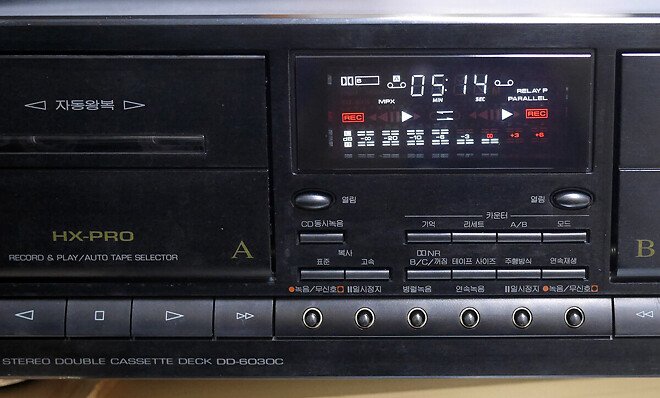 자동왕복
HX-PRO
RECORD & PLAY/AUTO TAPE SELECTOR
A
05:14
MIN SEC
MPX
RELAY P
PARALLEL
REC REC
dB -∞ -20 -10 -6 -3 +3 +6
열림 열림
CD 동시녹음
복사
표준 고속
카운터
기억 리세트 A/B 모드
NR
B/C/꺼짐 테이프 사이즈 주행방식 연속재생
녹음/무신호 일시정지 병렬녹음 연속녹음 일시정지 녹음/무신호
B
STEREO DOUBLE CASSETTE DECK DD-6030C